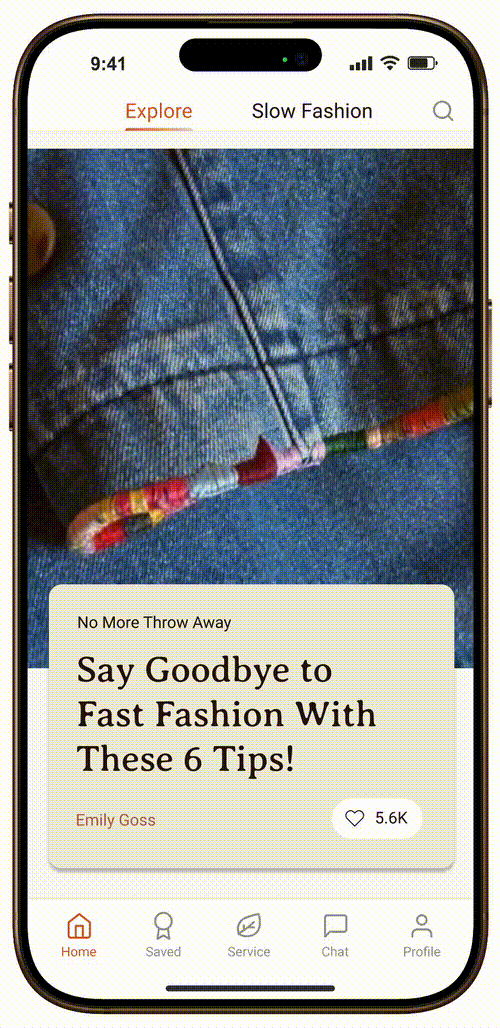 9:41
Explore
Slow Fashion
No More Throw Away
Say Goodbye to
Fast Fashion With
These 6 Tips!
Emily Goss
5.6K
Home
Saved
Service
Chat
Profile